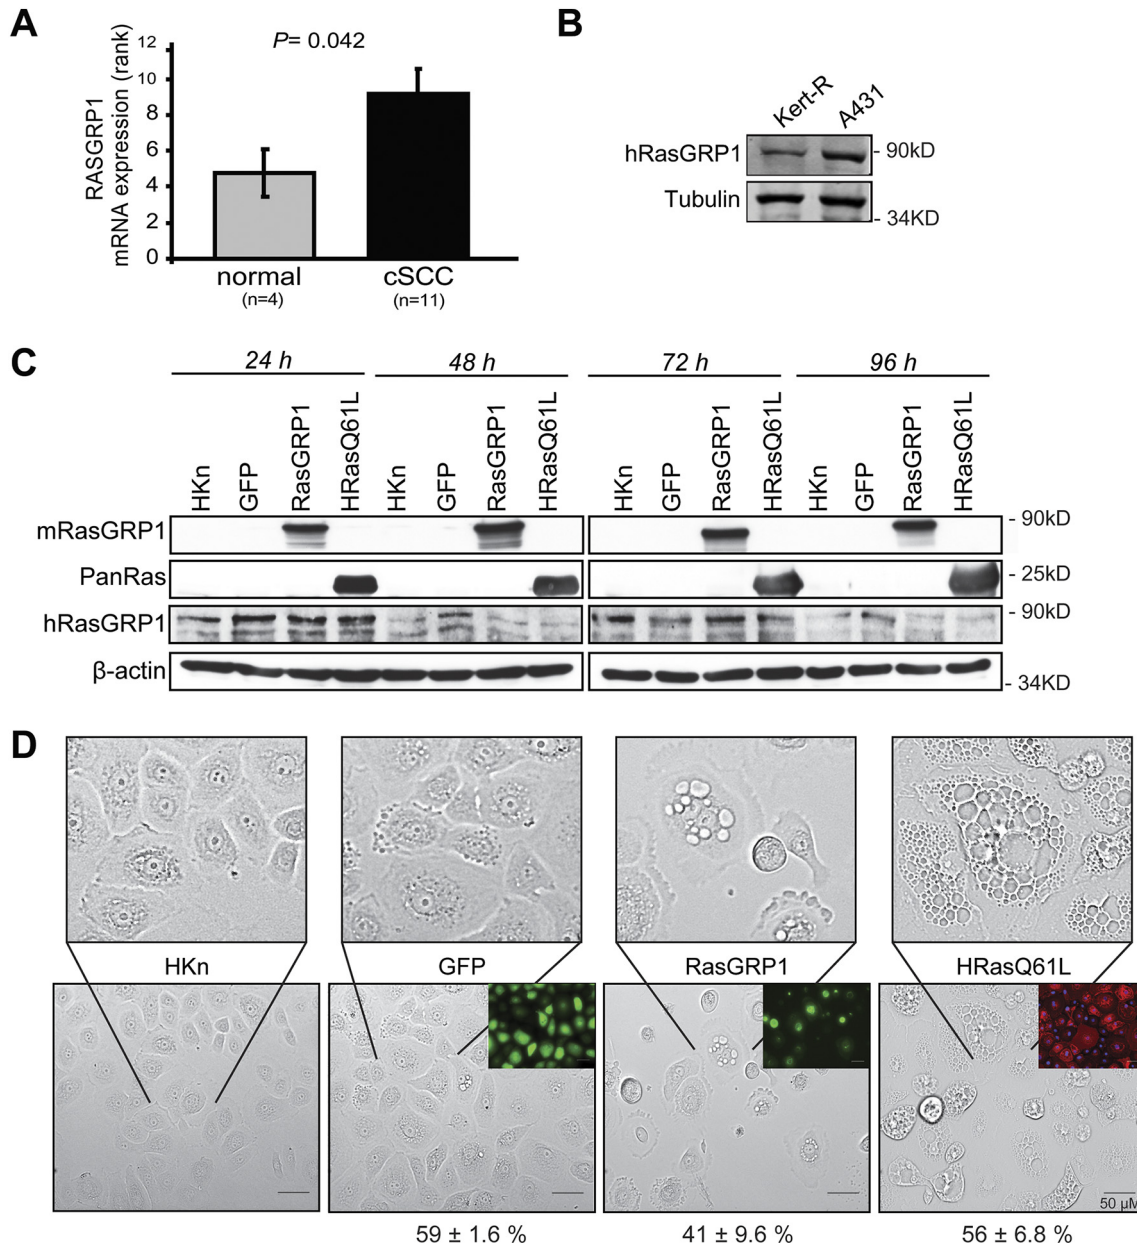 A
P= 0.042
RASGRP1
mRNA expression (rank)
12
10
8
6
4
2
0
normal
(n=4)
cSCC
(n=11)
B
Kert-R
A431
hRasGRP1
- 90kD
Tubulin
- 34KD
C
24 h
48 h
72 h
96 h
HKn
GFP
RasGRP1
HRasQ61L
HKn
GFP
RasGRP1
HRasQ61L
HKn
GFP
RasGRP1
HRasQ61L
HKn
GFP
RasGRP1
HRasQ61L
mRasGRP1
- 90kD
PanRas
- 25kD
hRasGRP1
- 90kD
β-actin
- 34KD
D
HKn
GFP
RasGRP1
HRasQ61L
50 µM
59 ± 1.6 %
41 ± 9.6 %
56 ± 6.8 %